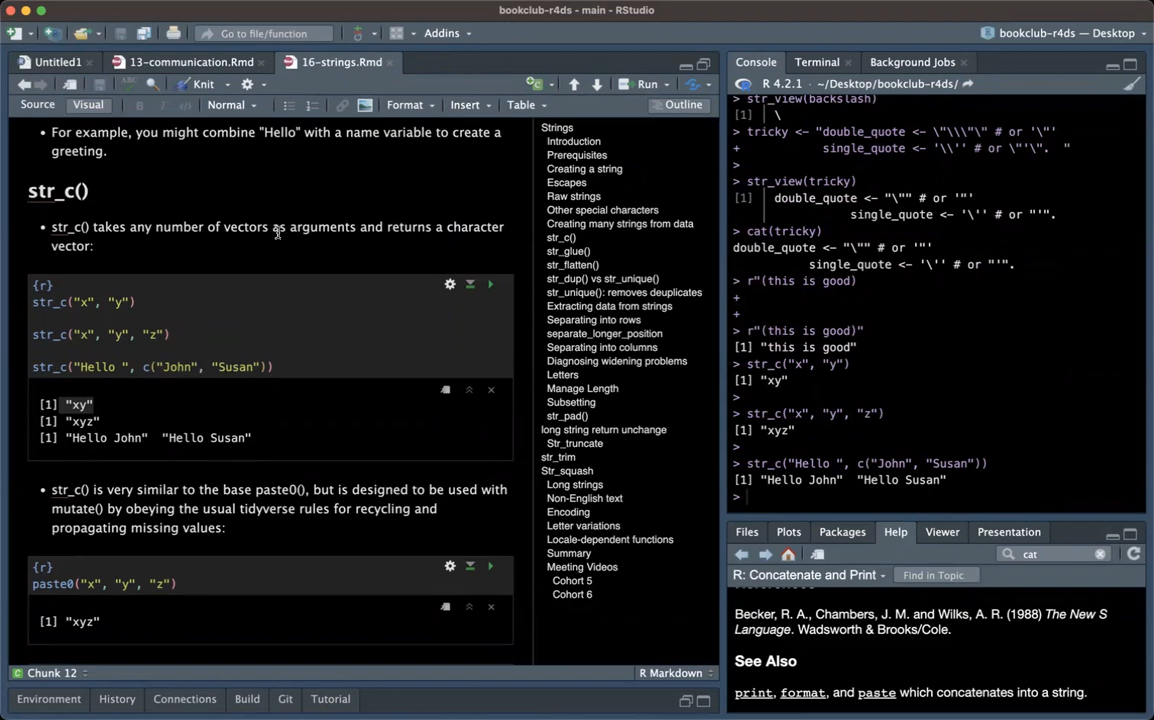 bookclub-r4ds - main - RStudio
Go to file/function
Addins
bookclub-r4ds — Desktop
Untitled1
13-communication.Rmd
16-strings.Rmd
Knit
Run
Source
Visual
Normal
Format
Insert
Table
Outline
• For example, you might combine "Hello" with a name variable to create a
greeting.
str_c()
• str_c() takes any number of vectors as arguments and returns a character
vector:
{r}
str_c("x", "y")
str_c("x", "y", "z")
str_c("Hello ", c("John", "Susan"))
[1] "xy"
[1] "xyz"
[1] "Hello John"  "Hello Susan"
• str_c() is very similar to the base paste0(), but is designed to be used with
mutate() by obeying the usual tidyverse rules for recycling and
propagating missing values:
{r}
paste0("x", "y", "z")
[1] "xyz"
Chunk 12
R Markdown
Strings
Introduction
Prerequisites
Creating a string
Escapes
Raw strings
Other special characters
Creating many strings from data
str_c()
str_glue()
str_flatten()
str_dup() vs str_unique()
str_unique(): removes deuplicates
Extracting data from strings
Separating into rows
separate_longer_position
Separating into columns
Diagnosing widening problems
Letters
Manage Length
Subsetting
str_pad()
long string return unchange
Str_truncate
str_trim
Str_squash
Long strings
Non-English text
Encoding
Letter variations
Locale-dependent functions
Summary
Meeting Videos
Cohort 5
Cohort 6
Environment
History
Connections
Build
Git
Tutorial
Console
Terminal
Background Jobs
R 4.2.1 · ~/Desktop/bookclub-r4ds/
> str_view(backslash)
[1] │ \
> tricky <- "double_quote <- \"\\\"\" # or '\"'
+ single_quote <- '\\'' # or \"'\".  "
>
> str_view(tricky)
[1] │ double_quote <- "\"" # or '"'
│ single_quote <- '\'' # or "'".
> cat(tricky)
double_quote <- "\"" # or '"'
single_quote <- '\'' # or "'".
> r"(this is good)
+
+
> r"(this is good)"
[1] "this is good"
> str_c("x", "y")
[1] "xy"
>
> str_c("x", "y", "z")
[1] "xyz"
>
> str_c("Hello ", c("John", "Susan"))
[1] "Hello John"  "Hello Susan"
>
Files
Plots
Packages
Help
Viewer
Presentation
cat
R: Concatenate and Print
Find in Topic
Becker, R. A., Chambers, J. M. and Wilks, A. R. (1988) The New S
Language. Wadsworth & Brooks/Cole.
See Also
print, format, and paste which concatenates into a string.